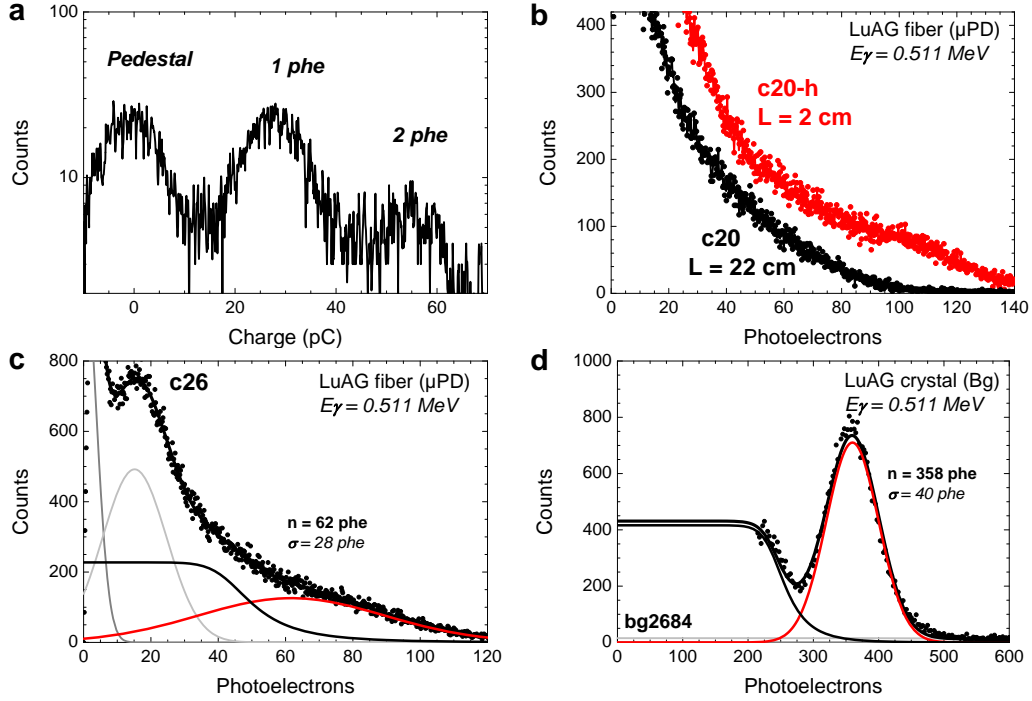 a
100
10
Counts
Pedestal
1 phe
2 phe
0 20 40 60
Charge (pC)
b
400
300
200
100
0
Counts
LuAG fiber (µPD)
Eγ = 0.511 MeV
c20-h
L = 2 cm
c20
L = 22 cm
0 20 40 60 80 100 120 140
Photoelectrons
c
800
600
400
200
0
Counts
c26
LuAG fiber (µPD)
Eγ = 0.511 MeV
n = 62 phe
σ = 28 phe
0 20 40 60 80 100 120
Photoelectrons
d
1000
800
600
400
200
0
Counts
LuAG crystal (Bg)
Eγ = 0.511 MeV
n = 358 phe
σ = 40 phe
bg2684
0 100 200 300 400 500 600
Photoelectrons